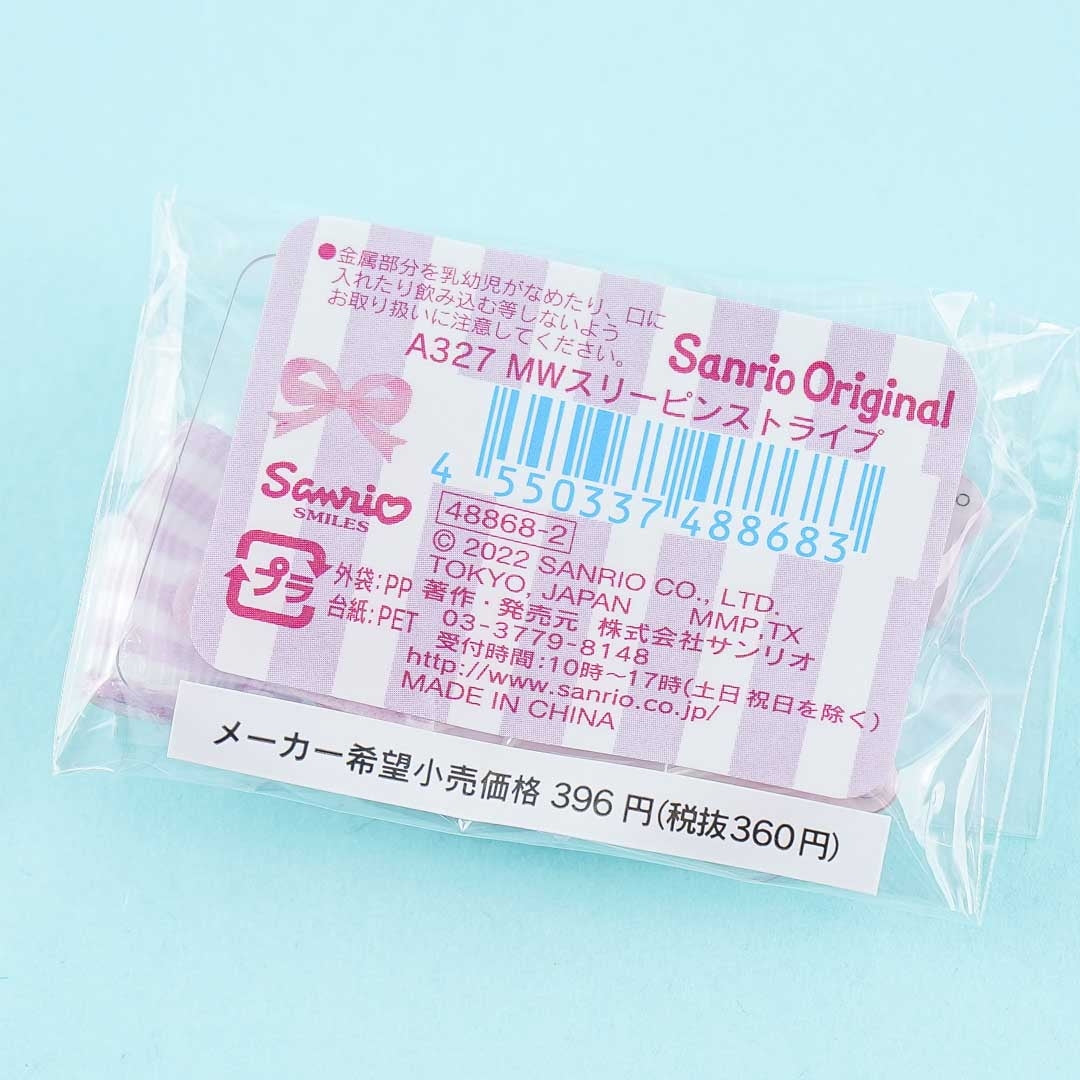 ●金属部分を乳幼児がなめたり、口に
入れたり飲み込む等しないよう
お取り扱いに注意してください。
Sanrio Original
A327 MWスリーピンストライプ
4 550337 488683
Sanrio
SMILES
48868-2
© 2022 SANRIO CO., LTD.
TOKYO, JAPAN MMP,TX
プラ
外袋:PP
台紙:PET
著作・発売元 株式会社サンリオ
03-3779-8148
受付時間:10時～17時(土日祝日を除く)
http://www.sanrio.co.jp/
MADE IN CHINA
メーカー希望小売価格 396 円(税抜360円)